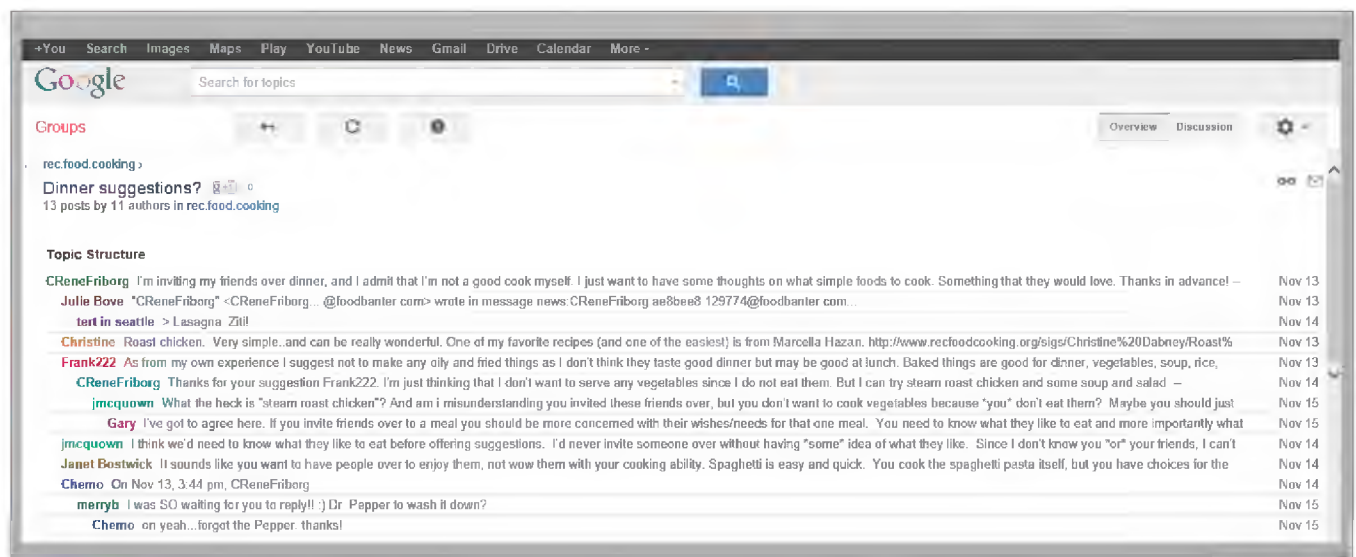 +You Search Images Maps Play YouTube News Gmail Drive Calendar More
Google Search for topics
Groups Overview Discussion
rec.food.cooking ›
Dinner suggestions? 0
13 posts by 11 authors in rec.food.cooking
Topic Structure
CReneFriborg I'm inviting my friends over dinner, and I admit that I'm not a good cook myself. I just want to have some thoughts on what simple foods to cook. Something that they would love. Thanks in advance! -- Nov 13
Julie Bove "CReneFriborg" <CReneFriborg... @foodbanter com> wrote in message news:CReneFriborg ae8bee8 129774@foodbanter com... Nov 13
tert in seattle > Lasagna Ziti! Nov 14
Christine Roast chicken. Very simple..and can be really wonderful. One of my favorite recipes (and one of the easiest) is from Marcella Hazan. http://www.recfoodcooking.org/sigs/Christine%20Dabney/Roast% Nov 13
Frank222 As from my own experience I suggest not to make any oily and fried things as I don't think they taste good dinner but may be good at lunch. Baked things are good for dinner, vegetables, soup, rice, Nov 13
CReneFriborg Thanks for your suggestion Frank222. I'm just thinking that I don't want to serve any vegetables since I do not eat them. But I can try steam roast chicken and some soup and salad -- Nov 14
jmcquown What the heck is "steam roast chicken"? And am i misunderstanding you invited these friends over, but you don't want to cook vegetables because *you* don't eat them? Maybe you should just Nov 15
Gary I've got to agree here. If you invite friends over to a meal you should be more concerned with their wishes/needs for that one meal. You need to know what they like to eat and more importantly what Nov 15
jmcquown I think we'd need to know what they like to eat before offering suggestions. I'd never invite someone over without having *some* idea of what they like. Since I don't know you *or* your friends, I can't Nov 14
Janet Bostwick It sounds like you want to have people over to enjoy them, not wow them with your cooking ability. Spaghetti is easy and quick. You cook the spaghetti pasta itself, but you have choices for the Nov 14
Chemo On Nov 13, 3:44 pm, CReneFriborg Nov 14
merryb I was SO waiting for you to reply!! :) Dr. Pepper to wash it down? Nov 15
Chemo on yeah...forgot the Pepper. thanks! Nov 15